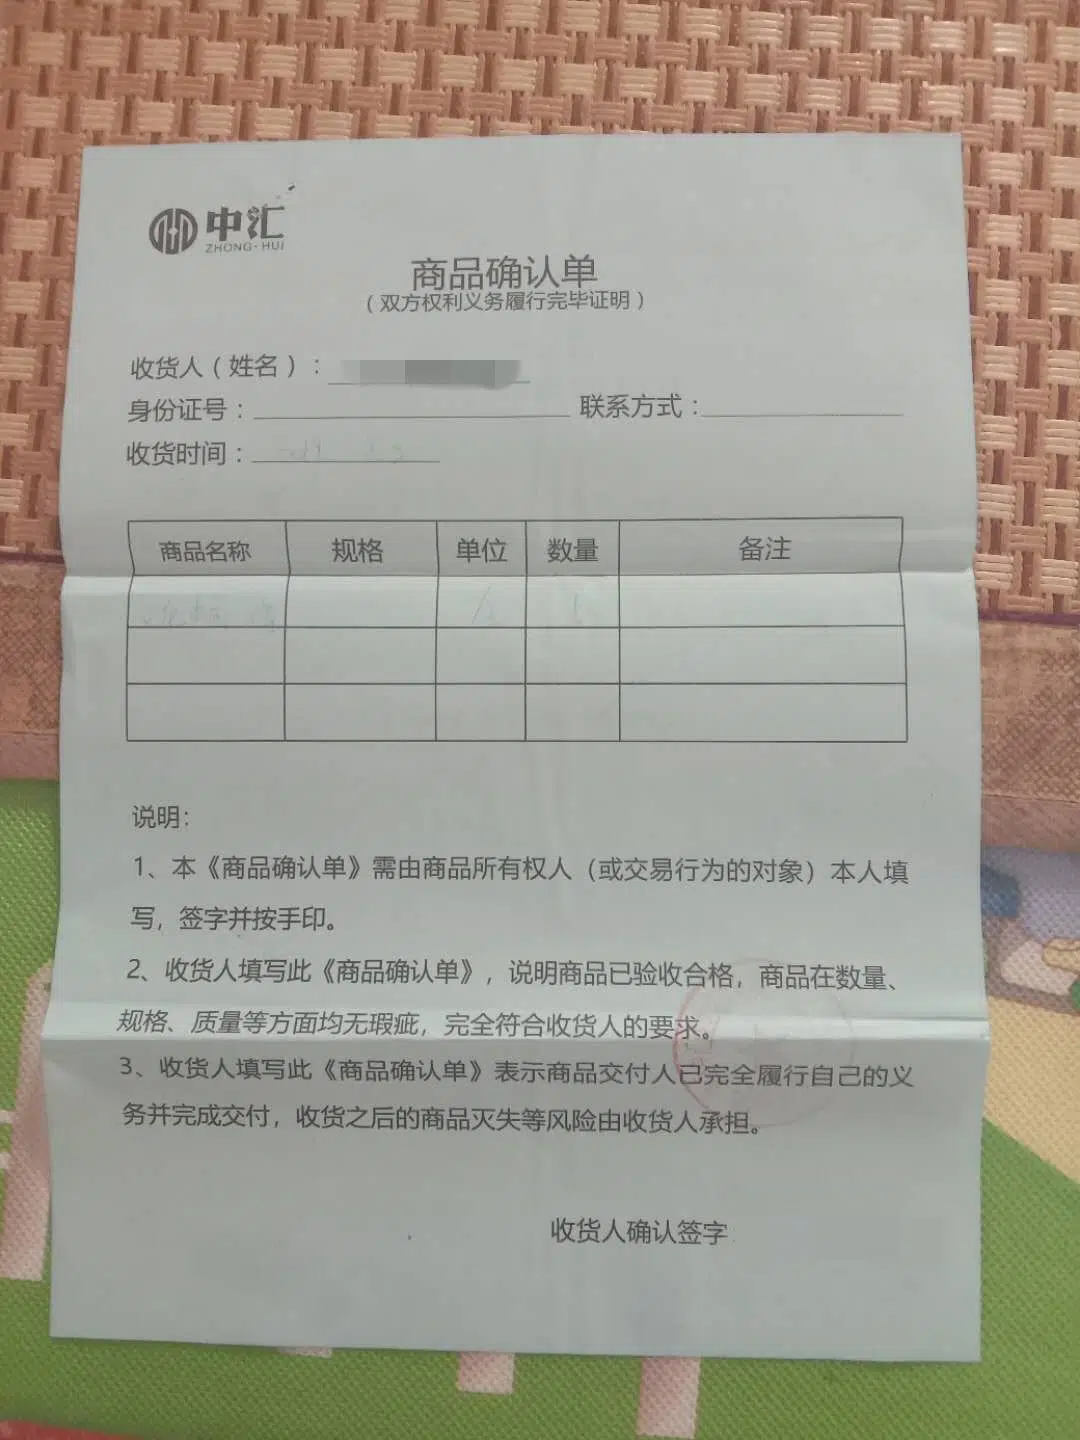 中汇
ZHONG-HUI
商品确认单
（双方权利义务履行完毕证明）
收货人（姓名）：
身份证号： 联系方式：
收货时间：
商品名称 规格 单位 数量 备注
说明：
1、本《商品确认单》需由商品所有权人（或交易行为的对象）本人填
写，签字并按手印。
2、收货人填写此《商品确认单》，说明商品已验收合格，商品在数量、
规格、质量等方面均无瑕疵，完全符合收货人的要求。
3、收货人填写此《商品确认单》表示商品交付人已完全履行自己的义
务并完成交付，收货之后的商品灭失等风险由收货人承担。
收货人确认签字